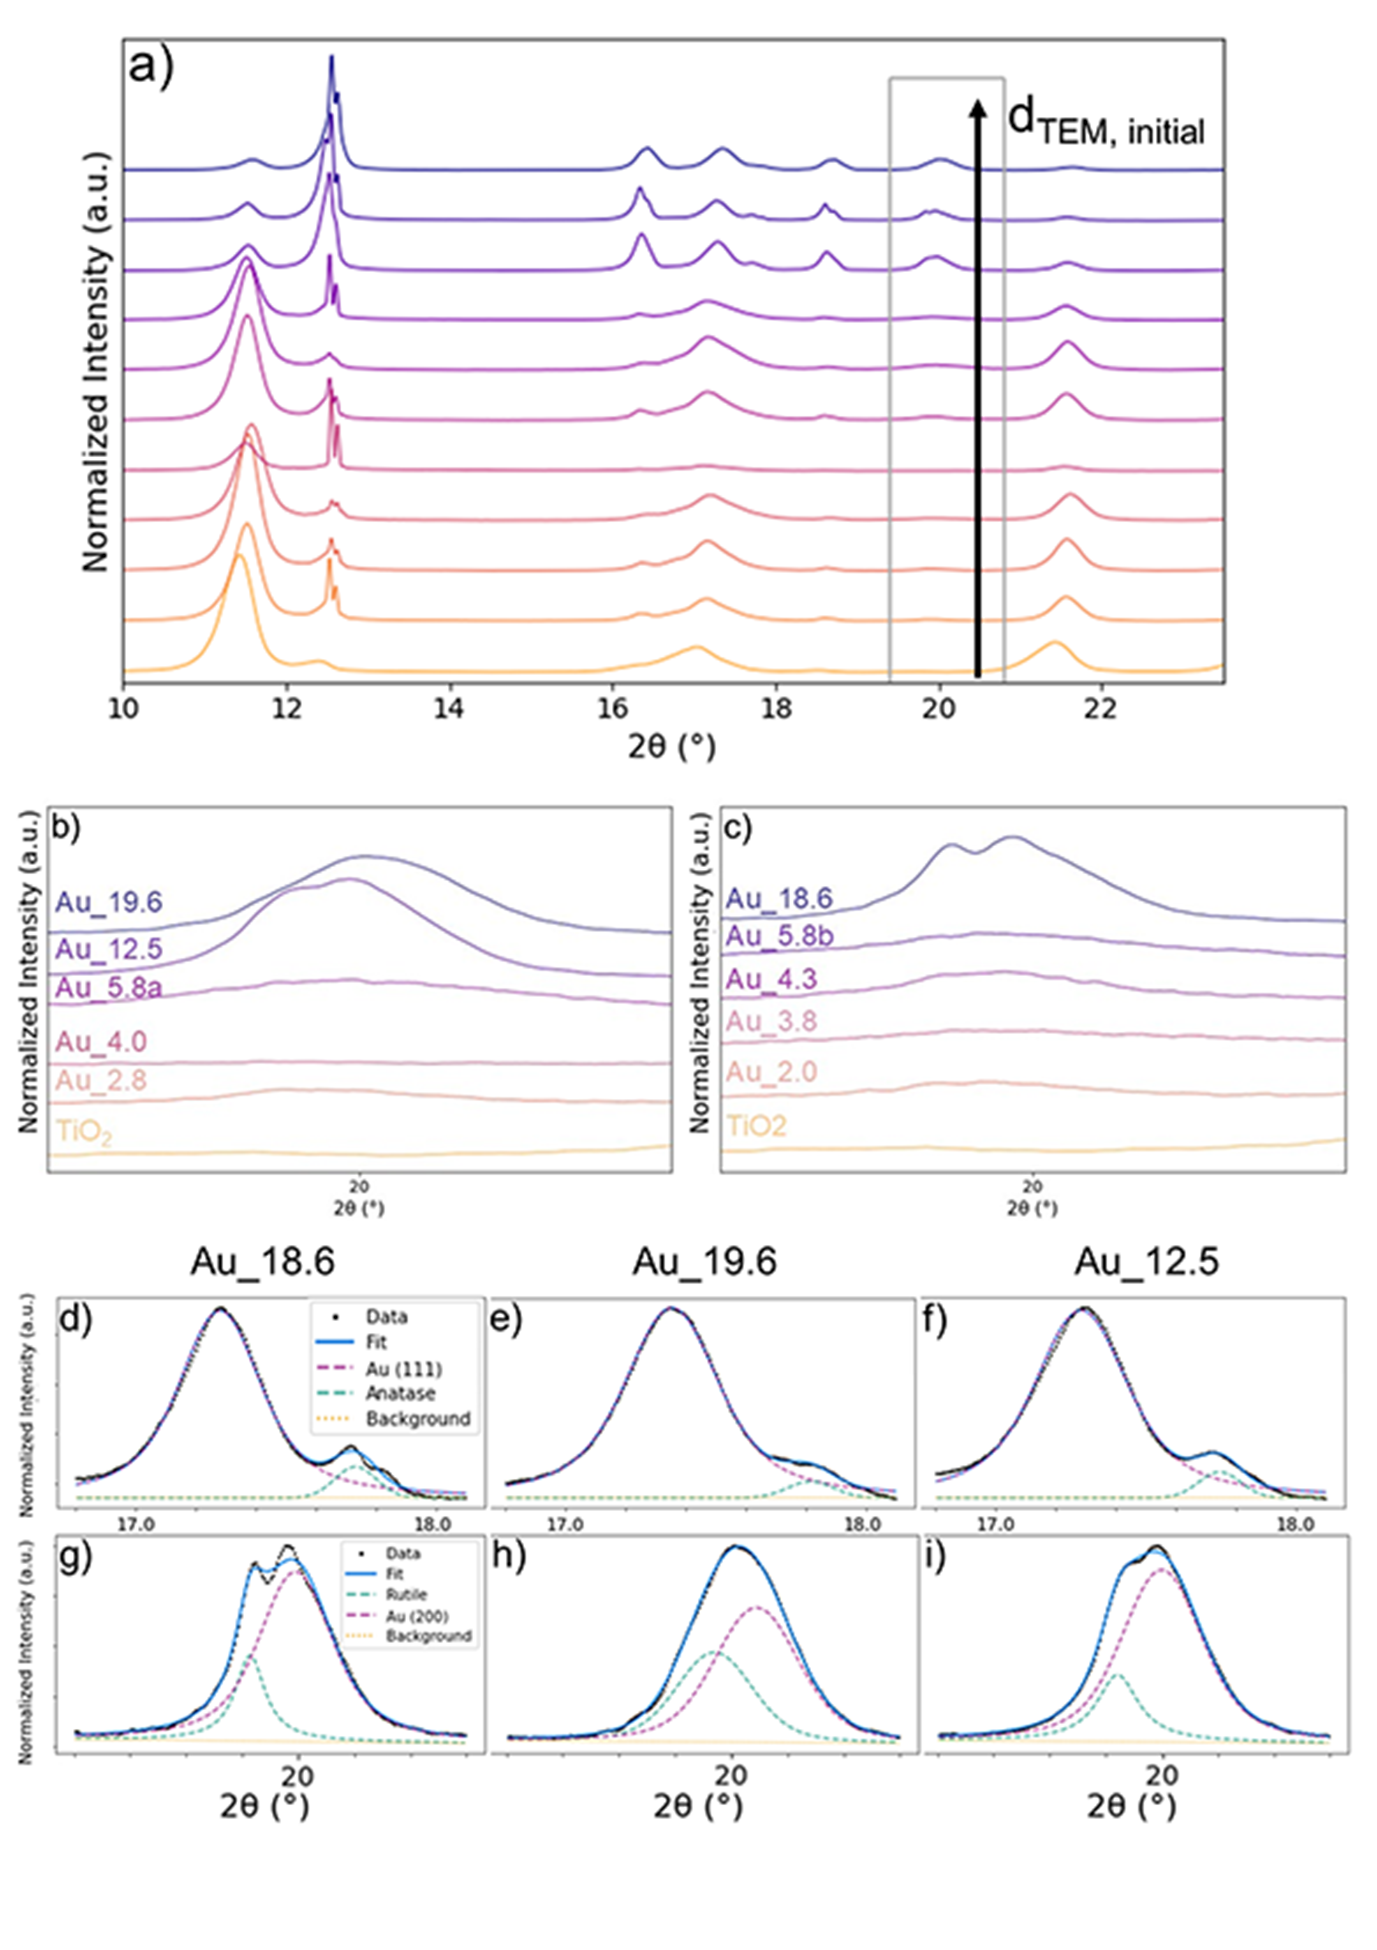 a)
dTEM, initial
Normalized Intensity (a.u.)
10 12 14 16 18 20 22
2θ (°)
b)
Normalized Intensity (a.u.)
Au_19.6
Au_12.5
Au_5.8a
Au_4.0
Au_2.8
TiO₂
20
2θ (°)
c)
Normalized Intensity (a.u.)
Au_18.6
Au_5.8b
Au_4.3
Au_3.8
Au_2.0
TiO2
20
2θ (°)
Au_18.6 Au_19.6 Au_12.5
d)
Normalized Intensity (a.u.)
Data
Fit
Au (111)
Anatase
Background
17.0 18.0
e)
17.0 18.0
f)
17.0 18.0
g)
Normalized Intensity (a.u.)
Data
Fit
Rutile
Au (200)
Background
20
2θ (°)
h)
20
2θ (°)
i)
20
2θ (°)